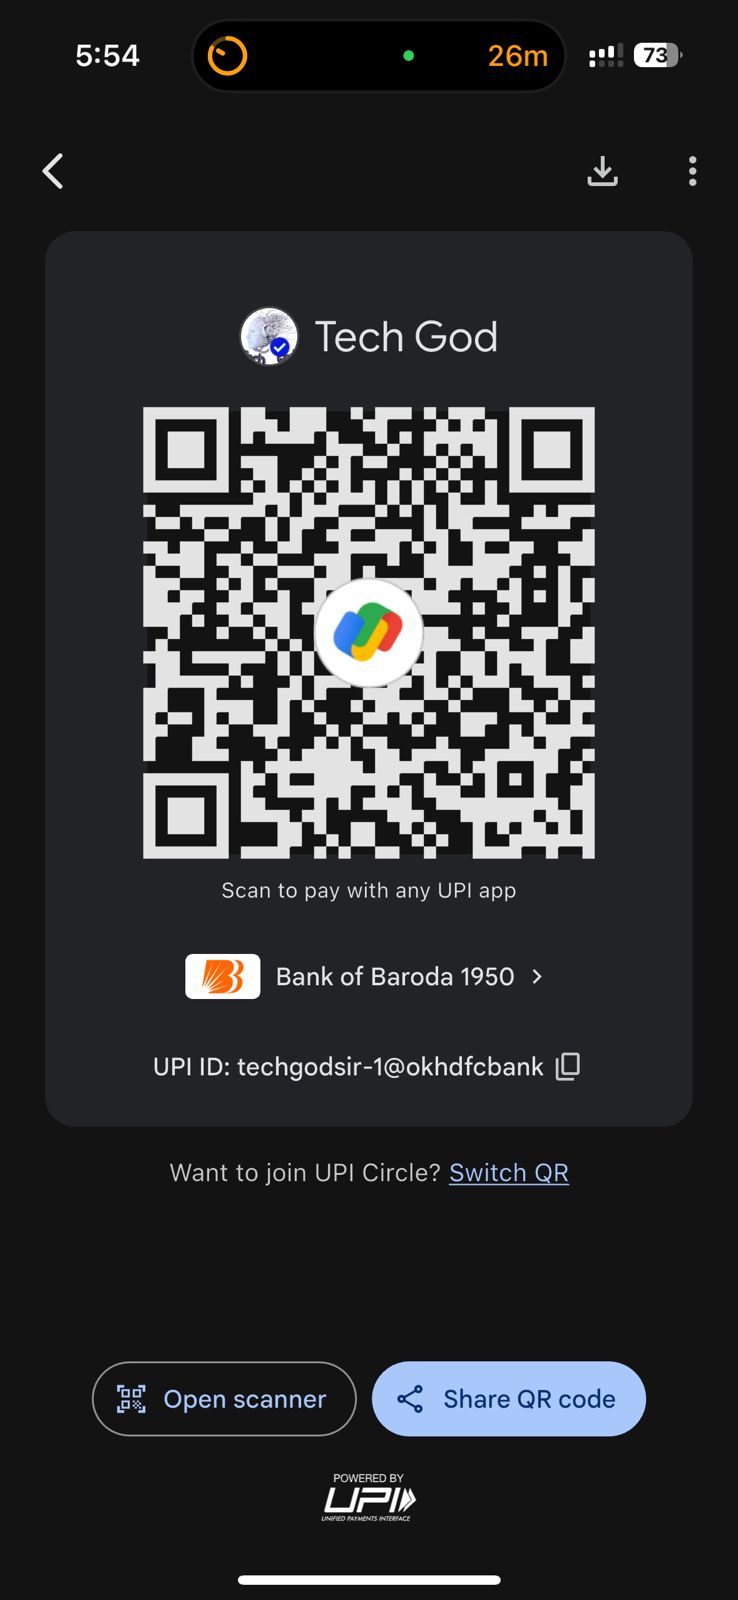 5:54
26m
73
Tech God
Scan to pay with any UPI app
Bank of Baroda 1950
UPI ID: techgodsir-1@okhdfcbank
Want to join UPI Circle? Switch QR
Open scanner
Share QR code
POWERED BY
UPI
UNIFIED PAYMENTS INTERFACE